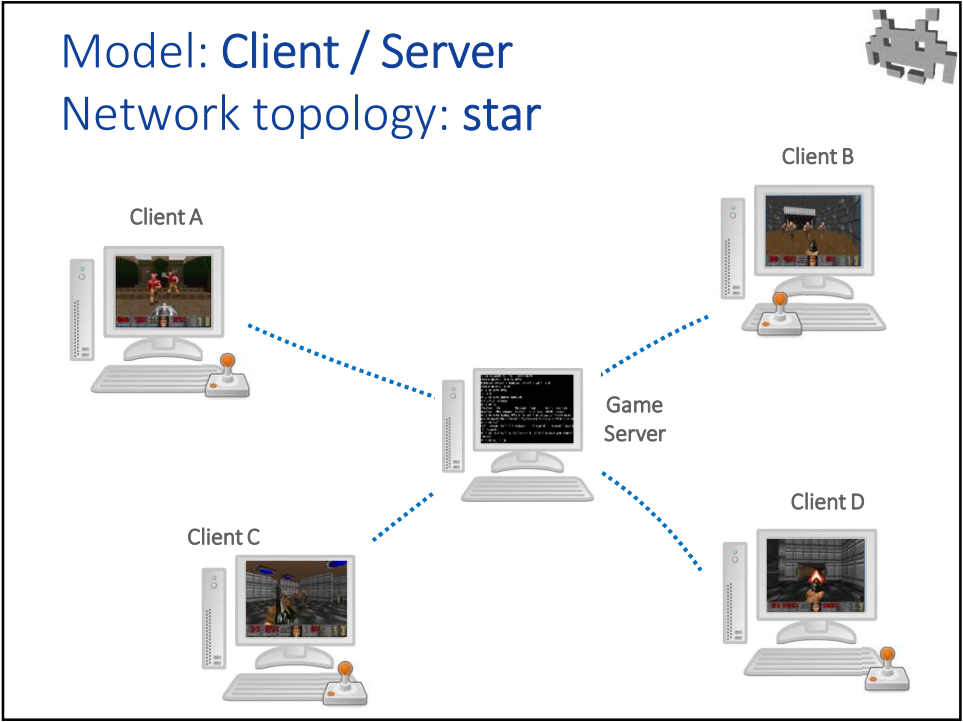 Model: Client / Server
Network topology: star
Client B
Client A
Game
Server
Client D
Client C